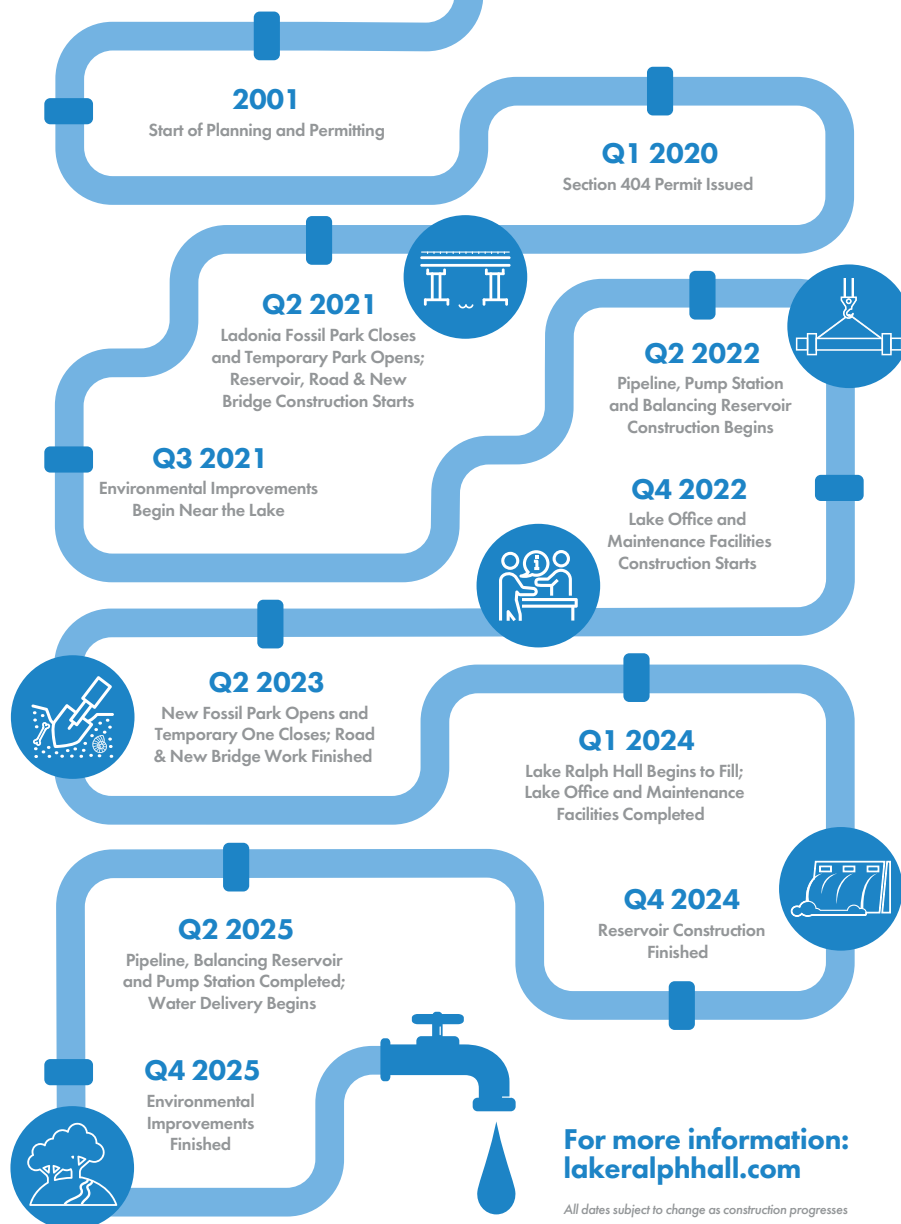 2001
Start of Planning and Permitting
Q1 2020
Section 404 Permit Issued
Q2 2021
Ladonia Fossil Park Closes
and Temporary Park Opens;
Reservoir, Road & New
Bridge Construction Starts
Q3 2021
Environmental Improvements
Begin Near the Lake
Q2 2022
Pipeline, Pump Station
and Balancing Reservoir
Construction Begins
Q4 2022
Lake Office and
Maintenance Facilities
Construction Starts
i
Q2 2023
New Fossil Park Opens and
Temporary One Closes; Road
& New Bridge Work Finished
Q1 2024
Lake Ralph Hall Begins to Fill;
Lake Office and Maintenance
Facilities Completed
Q4 2024
Reservoir Construction
Finished
Q2 2025
Pipeline, Balancing Reservoir
and Pump Station Completed;
Water Delivery Begins
Q4 2025
Environmental
Improvements
Finished
For more information:
lakeralphhall.com
All dates subject to change as construction progresses